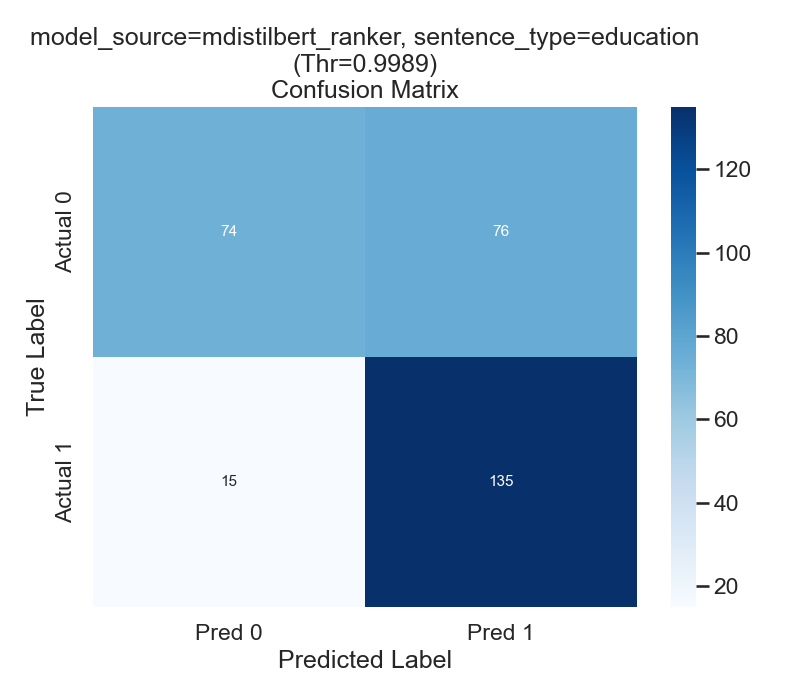 model_source=mdistilbert_ranker, sentence_type=education
(Thr=0.9989)
Confusion Matrix
120
100
80
60
40
20
True Label
Actual 0
Actual 1
74
76
15
135
Pred 0
Pred 1
Predicted Label